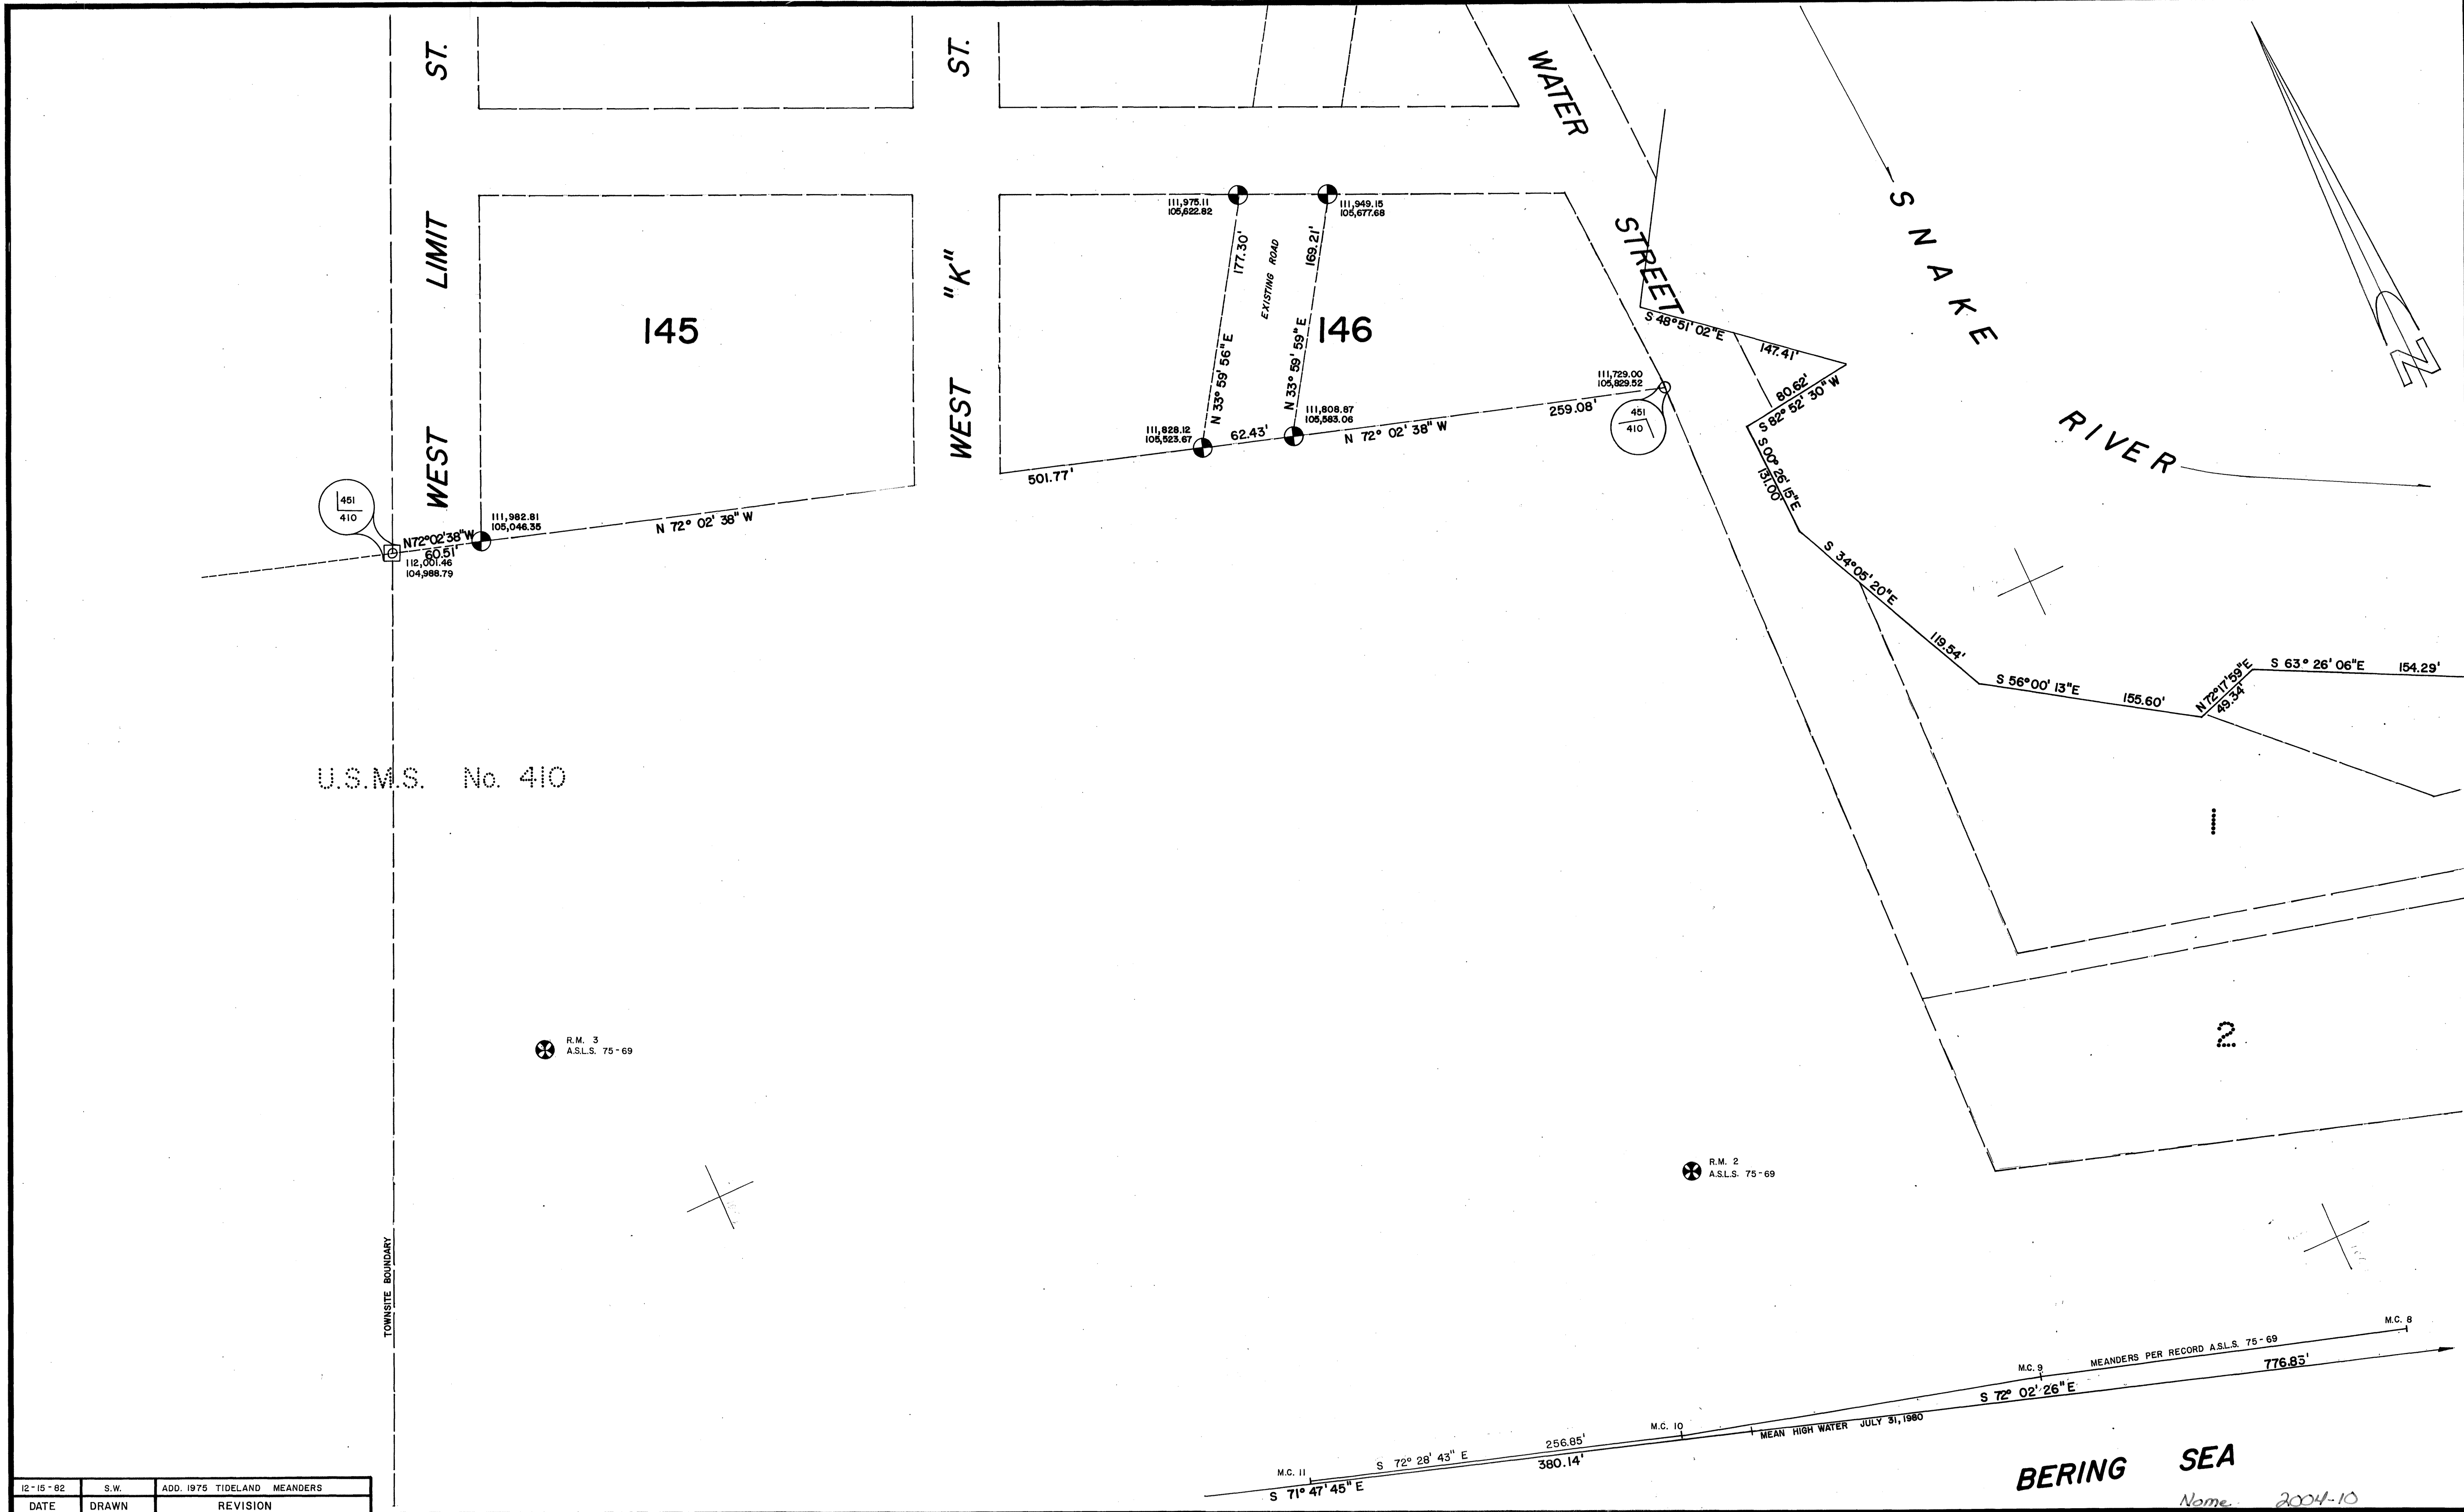 WEST LIMIT ST.
WEST "K" ST.
WATER STREET
SNAKE
RIVER
N
111,975.11
105,622.82
111,949.15
105,677.68
177.30'
N 33° 59' 56" E
EXISTING ROAD
169.21'
N 33° 59' 59" E
145
146
S 48° 51' 02" E
147.41'
80.62'
S 82° 52' 30" W
S 00° 26' 15" E
131.00'
111,729.00
105,829.52
451
410
259.08'
N 72° 02' 38" W
111,808.87
105,583.06
62.43'
111,828.12
105,523.67
501.77'
N 72° 02' 38" W
111,982.81
105,046.35
451
410
N72°02'38"W
60.51'
112,001.46
104,988.79
S 34°05' 20"E
119.54'
S 56°00' 13"E
155.60'
N 72°17'59"E
49.34'
S 63° 26' 06"E 154.29'
U.S.M.S. No. 410
1
2
R.M. 3
A.S.L.S. 75-69
R.M. 2
A.S.L.S. 75-69
TOWNSITE BOUNDARY
M.C. 8
MEANDERS PER RECORD A.S.L.S. 75-69
M.C. 9
776.83'
S 72° 02' 26" E
M.C. 10
MEAN HIGH WATER JULY 31, 1980
256.85'
S 72° 28' 43" E
380.14'
M.C. 11
S 71° 47' 45" E
BERING SEA
Nome 2004-10
12-15-82 S.W. ADD. 1975 TIDELAND MEANDERS
DATE DRAWN REVISION